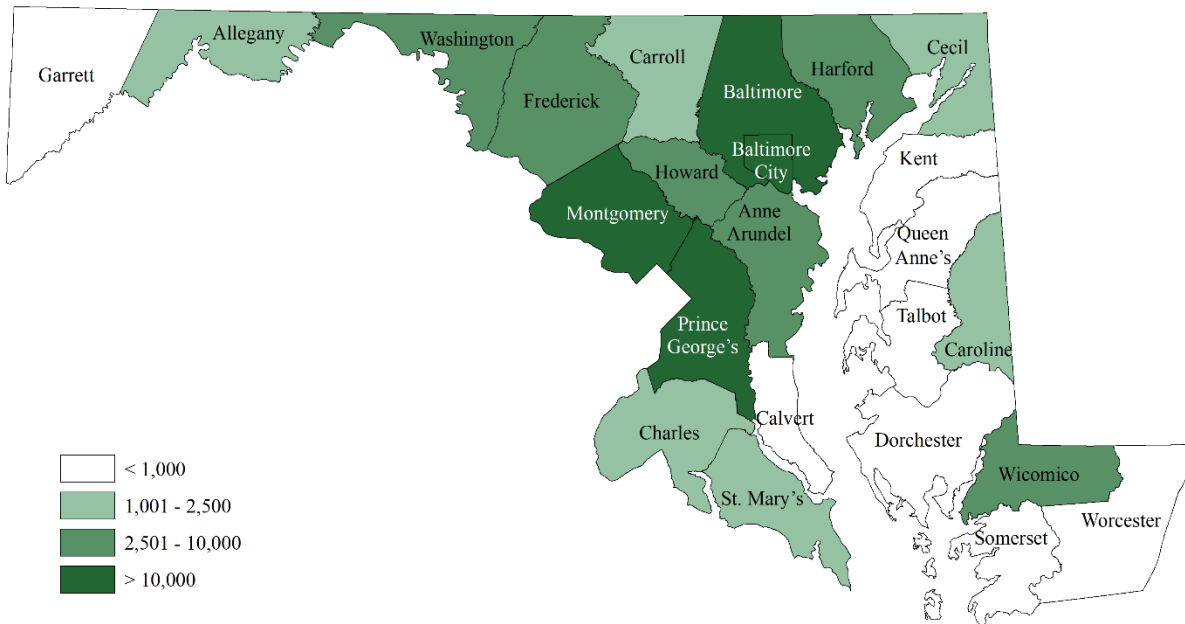 Garrett
Allegany
Washington
Frederick
Carroll
Baltimore
Harford
Cecil
Baltimore
City
Howard
Montgomery
Anne
Arundel
Kent
Queen
Anne's
Talbot
Caroline
Prince
George's
Calvert
Charles
St. Mary's
Dorchester
Wicomico
Worcester
Somerset
< 1,000
1,001 - 2,500
2,501 - 10,000
> 10,000